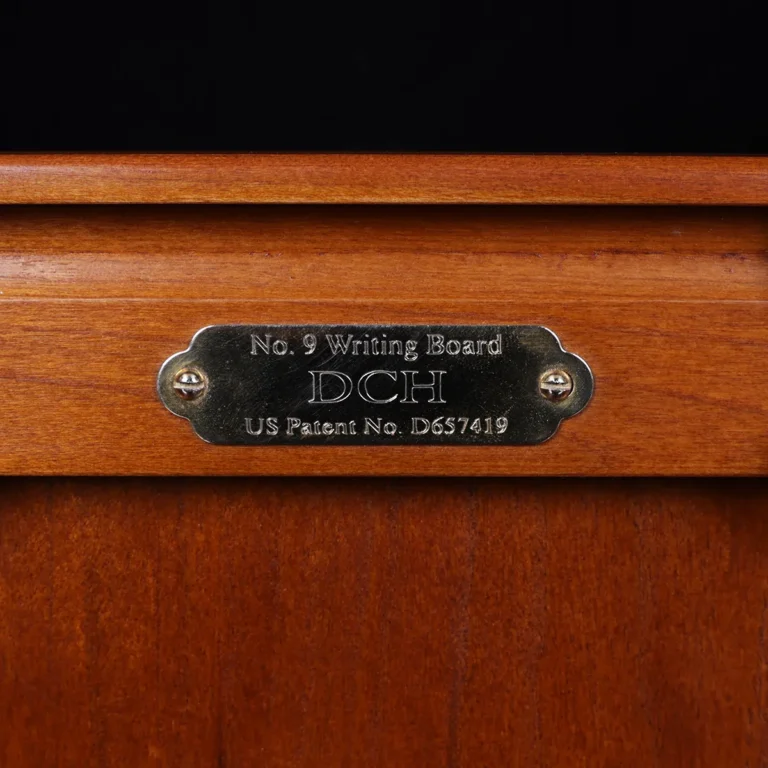 No. 9 Writing Board
DCH
US Patent No. D657419